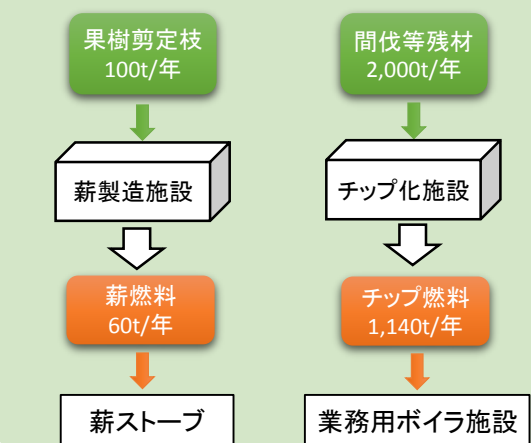 果樹剪定枝
100t/年
薪製造施設
薪燃料
60t/年
薪ストーブ
間伐等残材
2,000t/年
チップ化施設
チップ燃料
1,140t/年
業務用ボイラ施設